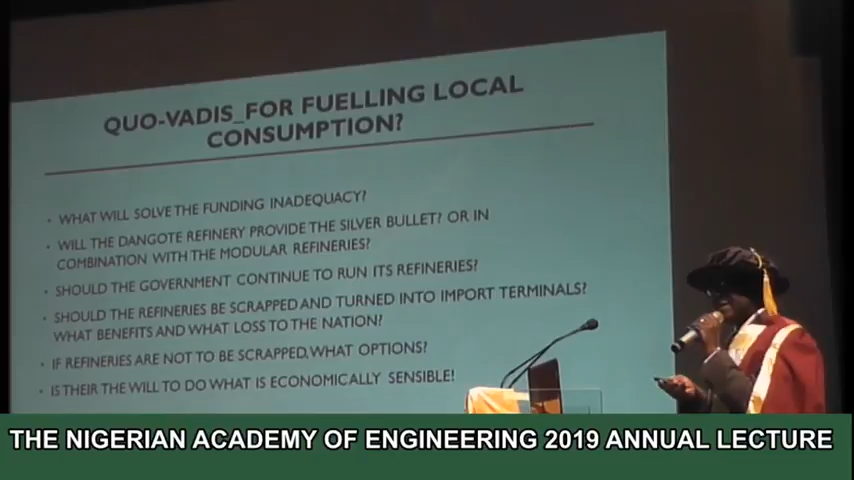 QUO-VADIS_FOR FUELLING LOCAL
CONSUMPTION?
• WHAT WILL SOLVE THE FUNDING INADEQUACY?
• WILL THE DANGOTE REFINERY PROVIDE THE SILVER BULLET? OR IN
COMBINATION WITH THE MODULAR REFINERIES?
• SHOULD THE GOVERNMENT CONTINUE TO RUN ITS REFINERIES?
• SHOULD THE REFINERIES BE SCRAPPED AND TURNED INTO IMPORT TERMINALS?
WHAT BENEFITS AND WHAT LOSS TO THE NATION?
• IF REFINERIES ARE NOT TO BE SCRAPPED, WHAT OPTIONS?
• IS THEIR THE WILL TO DO WHAT IS ECONOMICALLY SENSIBLE!
THE NIGERIAN ACADEMY OF ENGINEERING 2019 ANNUAL LECTURE